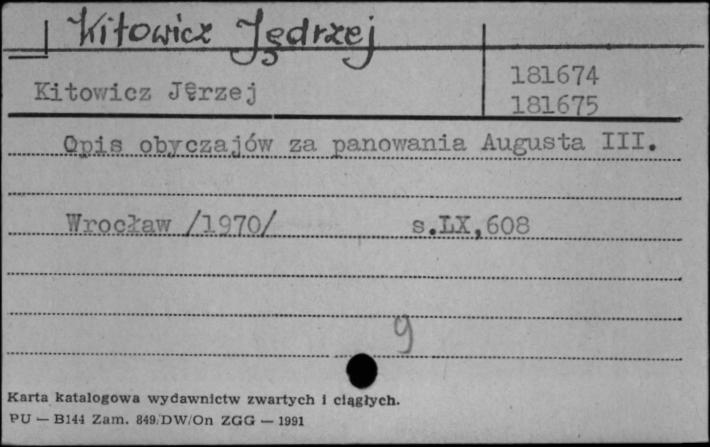 Kitowicz Jędrzej
181674
Kitowicz Jęrzej
181675
Opis obyczajów za panowania Augusta III.
Wrocław /1970/ s.LX,608
9
Karta katalogowa wydawnictw zwartych i ciągłych.
PU — B144 Zam. 849/DW/On ZGG — 1991